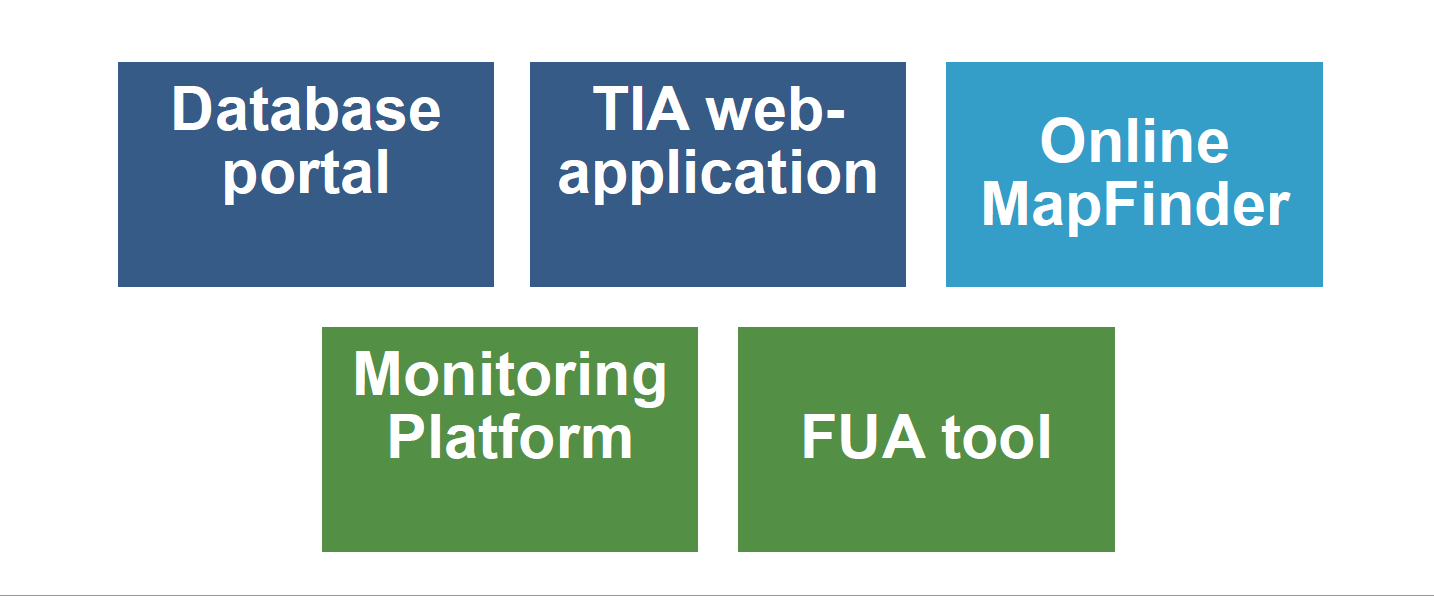 Database
portal
TIA web-
application
Online
MapFinder
Monitoring
Platform
FUA tool